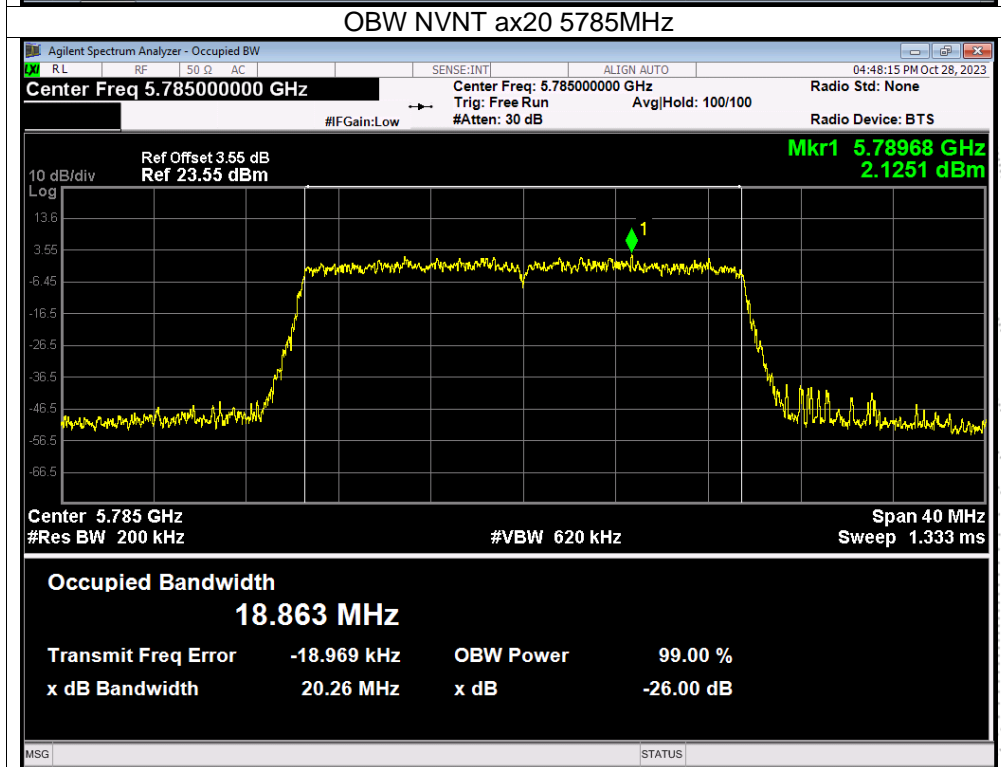 OBW NVNT ax20 5785MHz
Agilent Spectrum Analyzer - Occupied BW
LXI RL RF 50 Ω AC SENSE:INT ALIGN AUTO 04:48:15 PM Oct 28, 2023
Center Freq 5.785000000 GHz Center Freq: 5.785000000 GHz Radio Std: None
Trig: Free Run Avg|Hold: 100/100
#IFGain:Low #Atten: 30 dB Radio Device: BTS
Mkr1 5.78968 GHz
2.1251 dBm
Ref Offset 3.55 dB
10 dB/div Ref 23.55 dBm
Log
13.6
1
3.55
-6.45
-16.5
-26.5
-36.5
-46.5
-56.5
-66.5
Center 5.785 GHz Span 40 MHz
#Res BW 200 kHz #VBW 620 kHz Sweep 1.333 ms
Occupied Bandwidth
18.863 MHz
Transmit Freq Error -18.969 kHz OBW Power 99.00 %
x dB Bandwidth 20.26 MHz x dB -26.00 dB
MSG STATUS